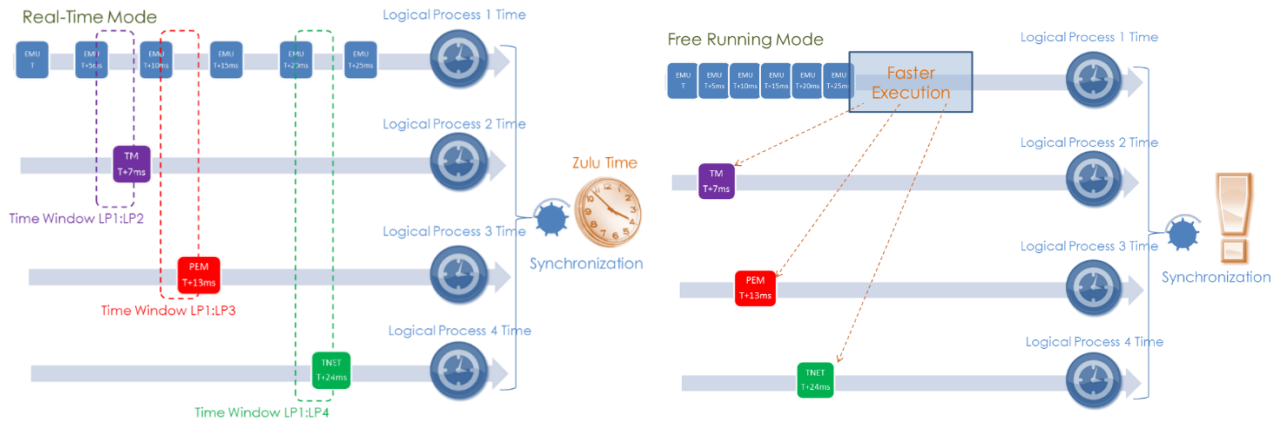 Real-Time Mode
Logical Process 1 Time
EMU
T
EMU
T+5ms
EMU
T+10ms
EMU
T+15ms
EMU
T+20ms
EMU
T+25ms
Logical Process 2 Time
TM
T+7ms
Time Window LP1:LP2
Zulu Time
Logical Process 3 Time
PEM
T+13ms
Synchronization
Time Window LP1:LP3
Logical Process 4 Time
TNET
T+24ms
Time Window LP1:LP4
Free Running Mode
Logical Process 1 Time
EMU
T
EMU
T+5ms
EMU
T+10ms
EMU
T+15ms
EMU
T+20ms
EMU
T+25ms
Faster
Execution
Logical Process 2 Time
TM
T+7ms
Logical Process 3 Time
PEM
T+13ms
Synchronization
Logical Process 4 Time
TNET
T+24ms